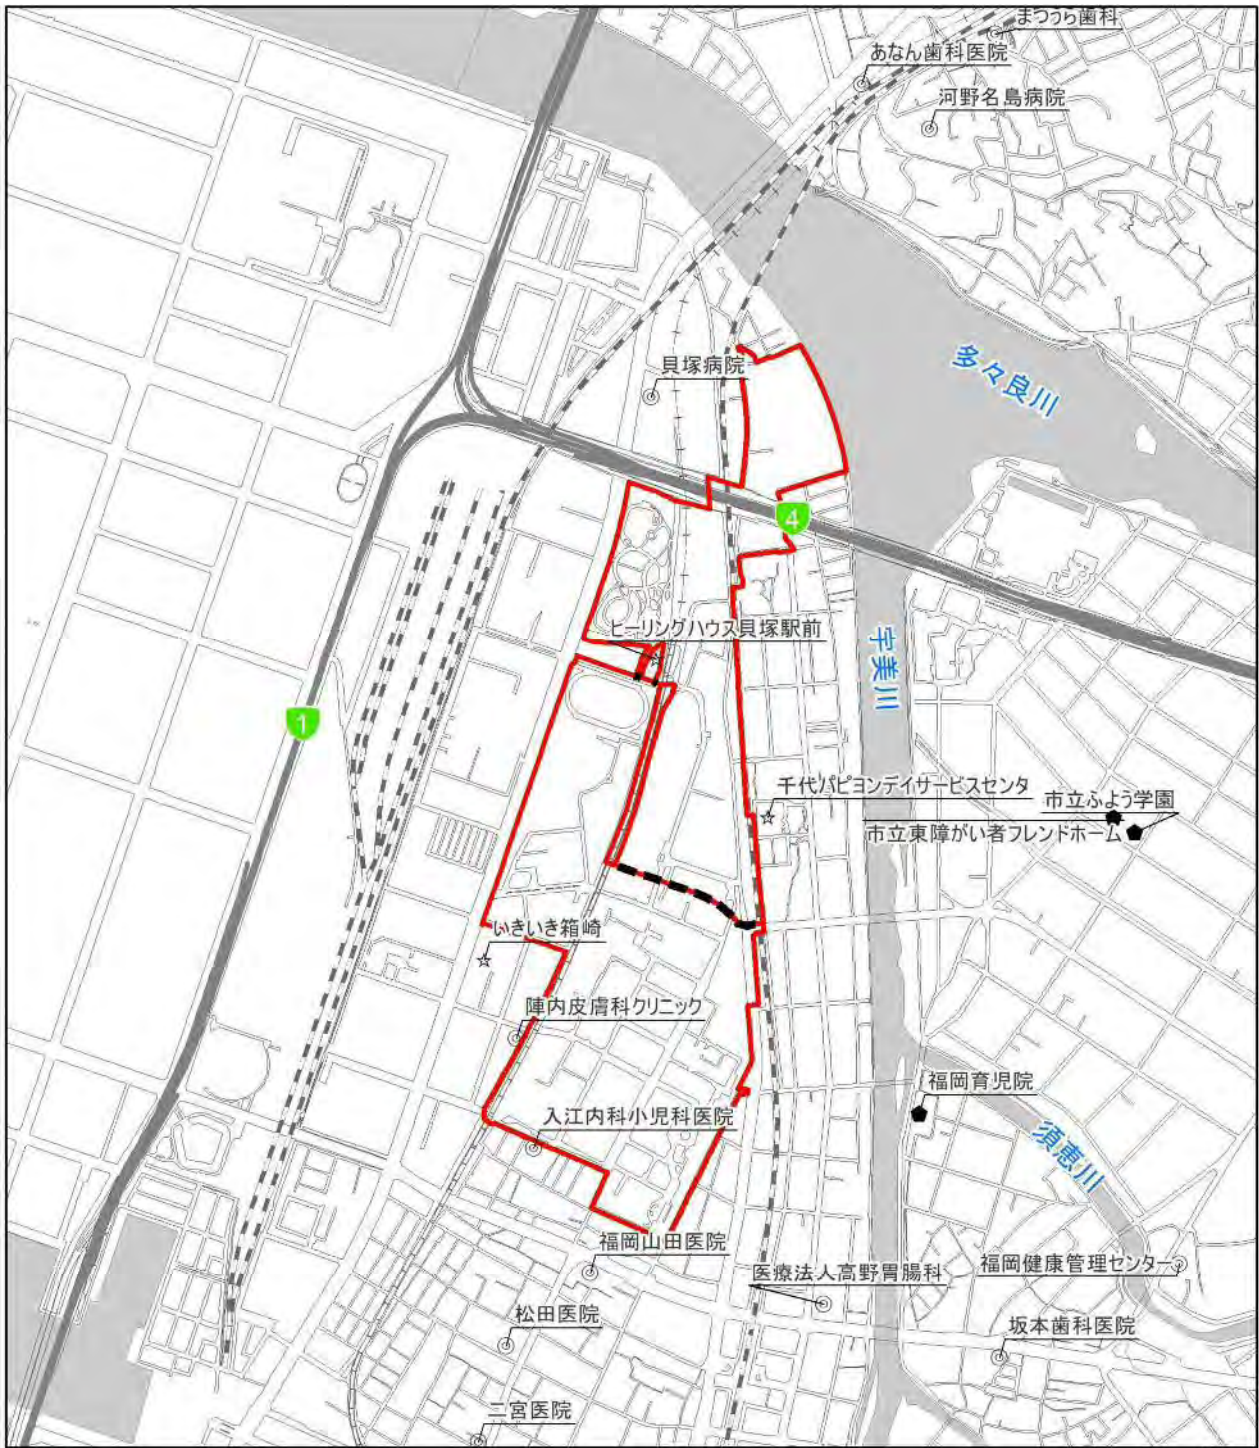 まつうら歯科
あなん歯科医院
河野名島病院
貝塚病院
多々良川
4
ヒーリングハウス貝塚駅前
宇美川
1
千代パピヨンデイサービスセンタ
市立ふよう学園
市立東障がい者フレンドホーム
いきいき箱崎
陣内皮膚科クリニック
福岡育児院
入江内科小児科医院
須恵川
福岡山田医院
医療法人高野胃腸科
福岡健康管理センター
松田医院
坂本歯科医院
二宮医院